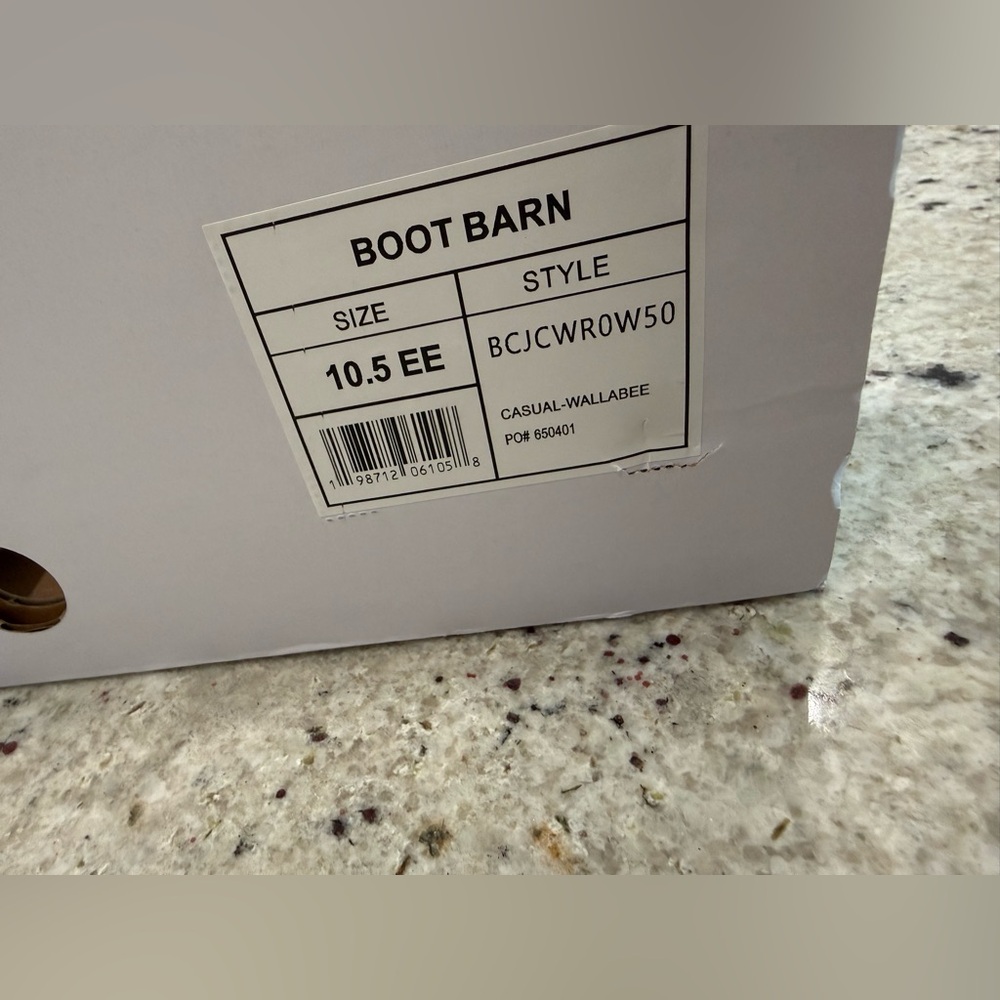 BOOT BARN
SIZE
STYLE
10.5 EE
BCJCWR0W50
CASUAL-WALLABEE
PO# 650401
1 98712 06105 8